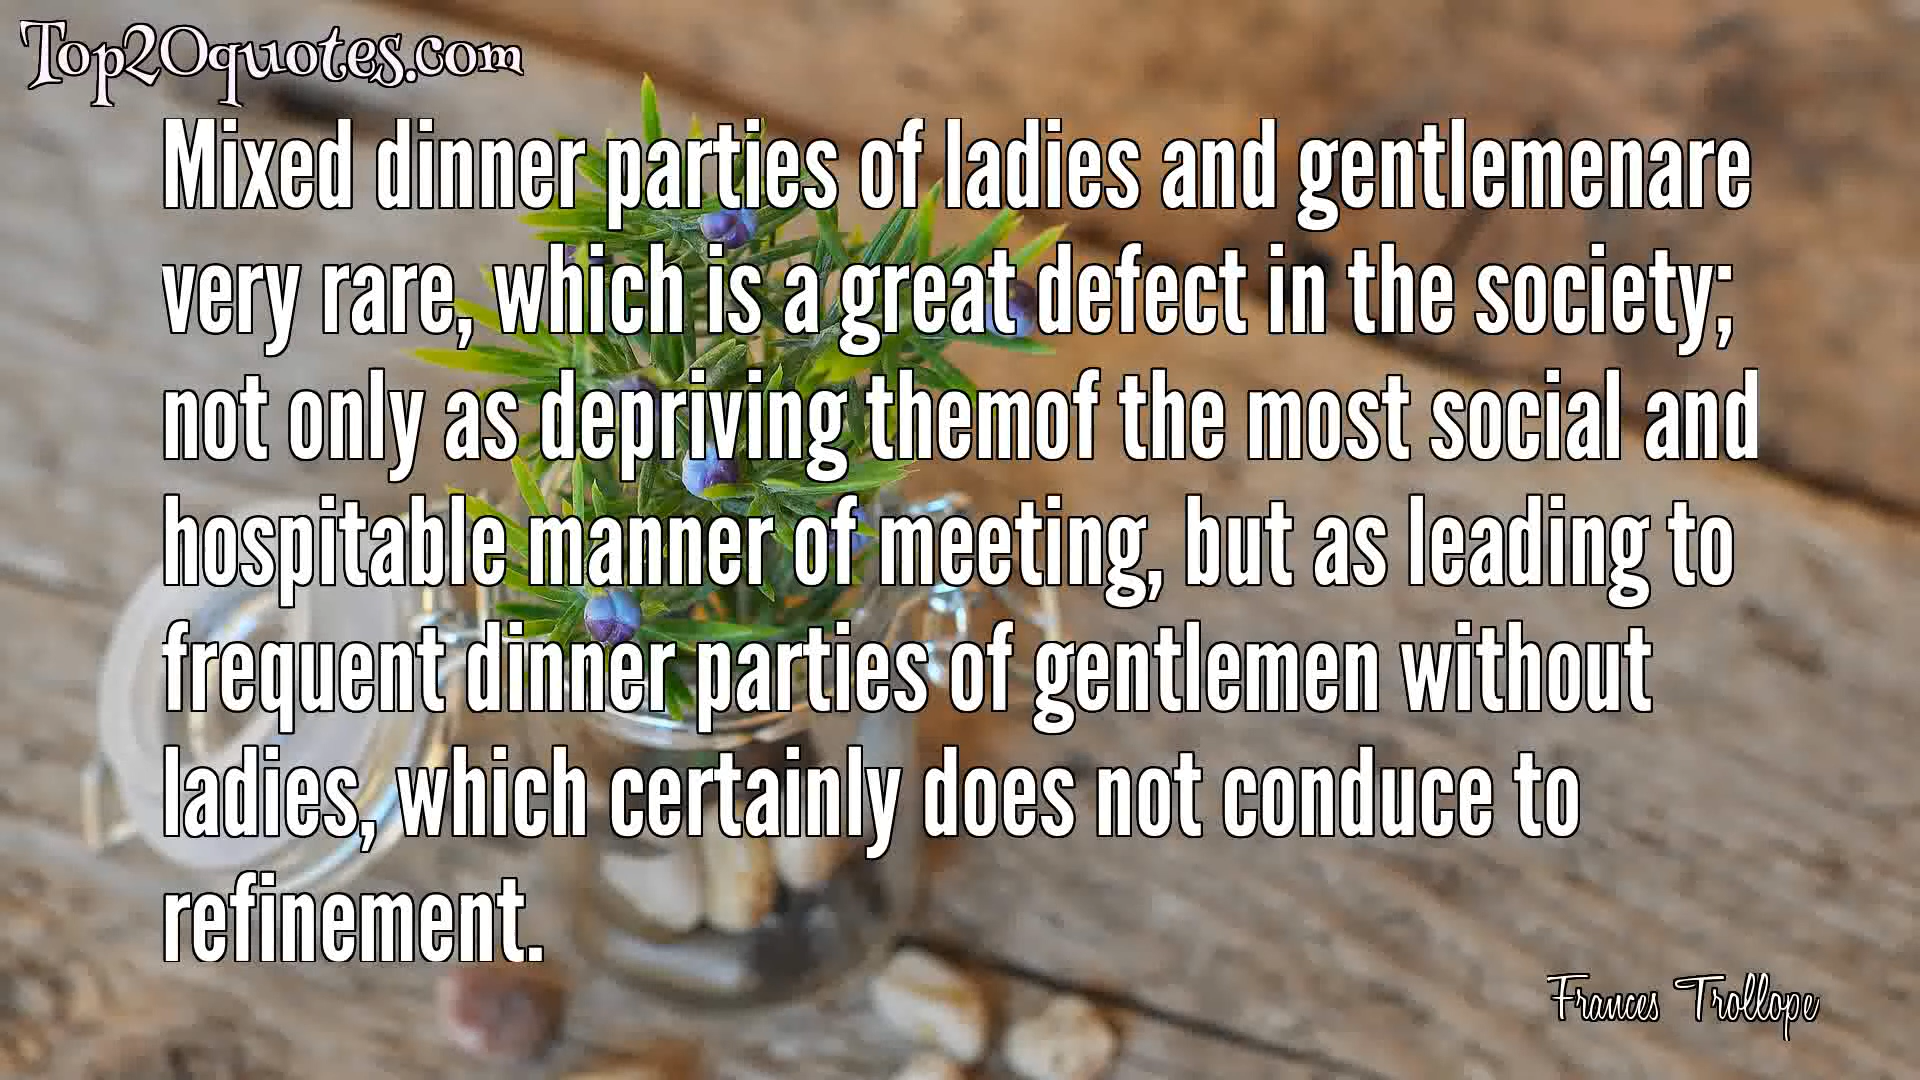 Top20quotes.com
Mixed dinner parties of ladies and gentlemenare
very rare, which is a great defect in the society;
not only as depriving themof the most social and
hospitable manner of meeting, but as leading to
frequent dinner parties of gentlemen without
ladies, which certainly does not conduce to
refinement.
Frances Trollope